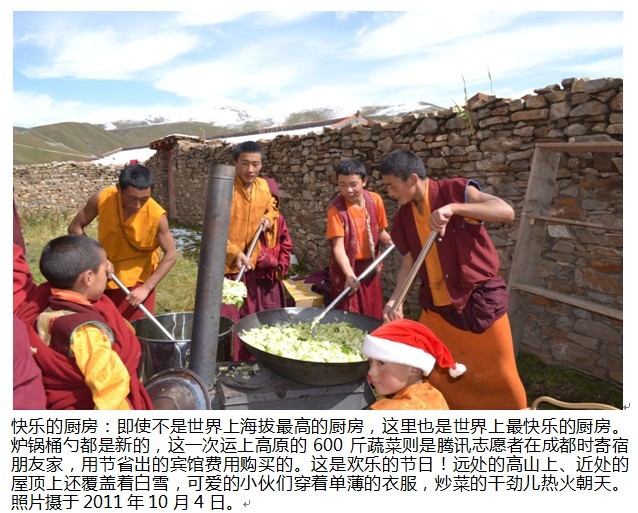 快乐的厨房：即使不是世界上海拔最高的厨房，这里也是世界上最快乐的厨房。
炉锅桶勺都是新的，这一次运上高原的 600 斤蔬菜则是腾讯志愿者在成都时寄宿
朋友家，用节省出的宾馆费用购买的。这是欢乐的节日！远处的高山上、近处的
屋顶上还覆盖着白雪，可爱的小伙们穿着单薄的衣服，炒菜的干劲儿热火朝天。
照片摄于 2011 年 10 月 4 日。